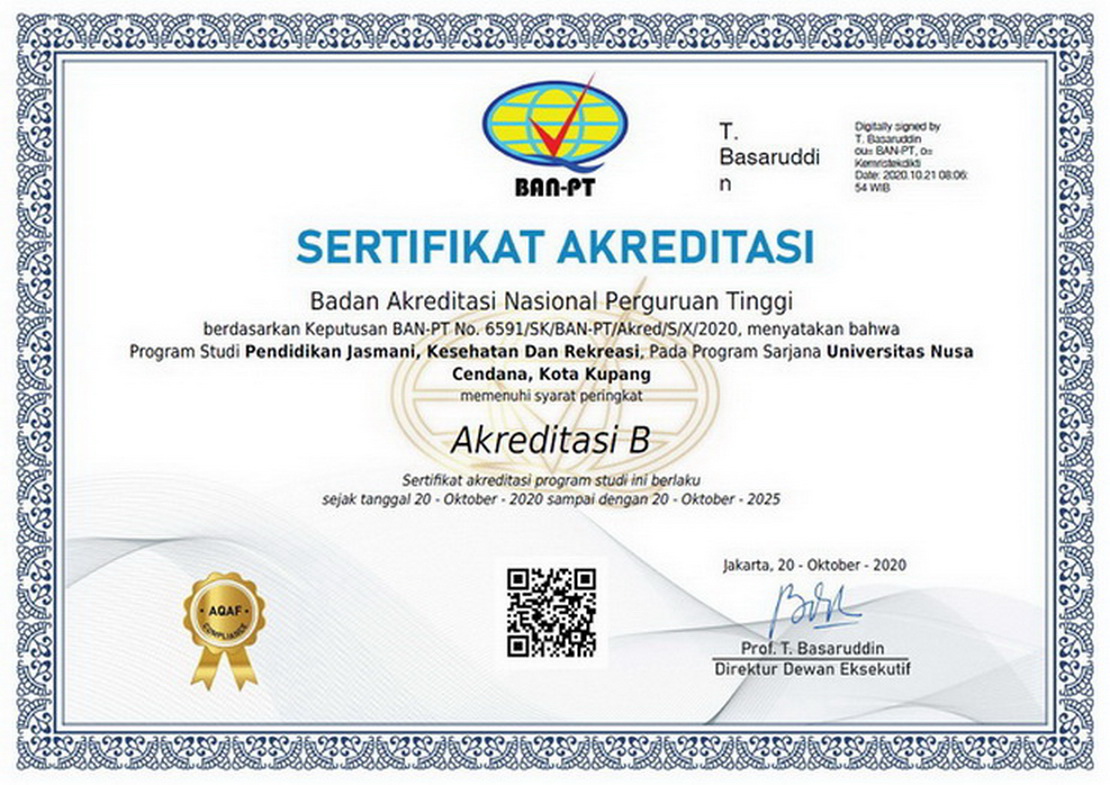 BAN-PT
T.
Basaruddi
n
Digitally signed by
T. Basaruddin
ou= BAN-PT, o=
Kemristekdikti
Date: 2020.10.21 08:06:
54 WIB
SERTIFIKAT AKREDITASI
Badan Akreditasi Nasional Perguruan Tinggi
berdasarkan Keputusan BAN-PT No. 6591/SK/BAN-PT/Akred/S/X/2020, menyatakan bahwa
Program Studi Pendidikan Jasmani, Kesehatan Dan Rekreasi, Pada Program Sarjana Universitas Nusa
Cendana, Kota Kupang
memenuhi syarat peringkat
Akreditasi B
Sertifikat akreditasi program studi ini berlaku
sejak tanggal 20 - Oktober - 2020 sampai dengan 20 - Oktober - 2025
AQAF
COMPLIANCE
Jakarta, 20 - Oktober - 2020
Prof. T. Basaruddin
Direktur Dewan Eksekutif